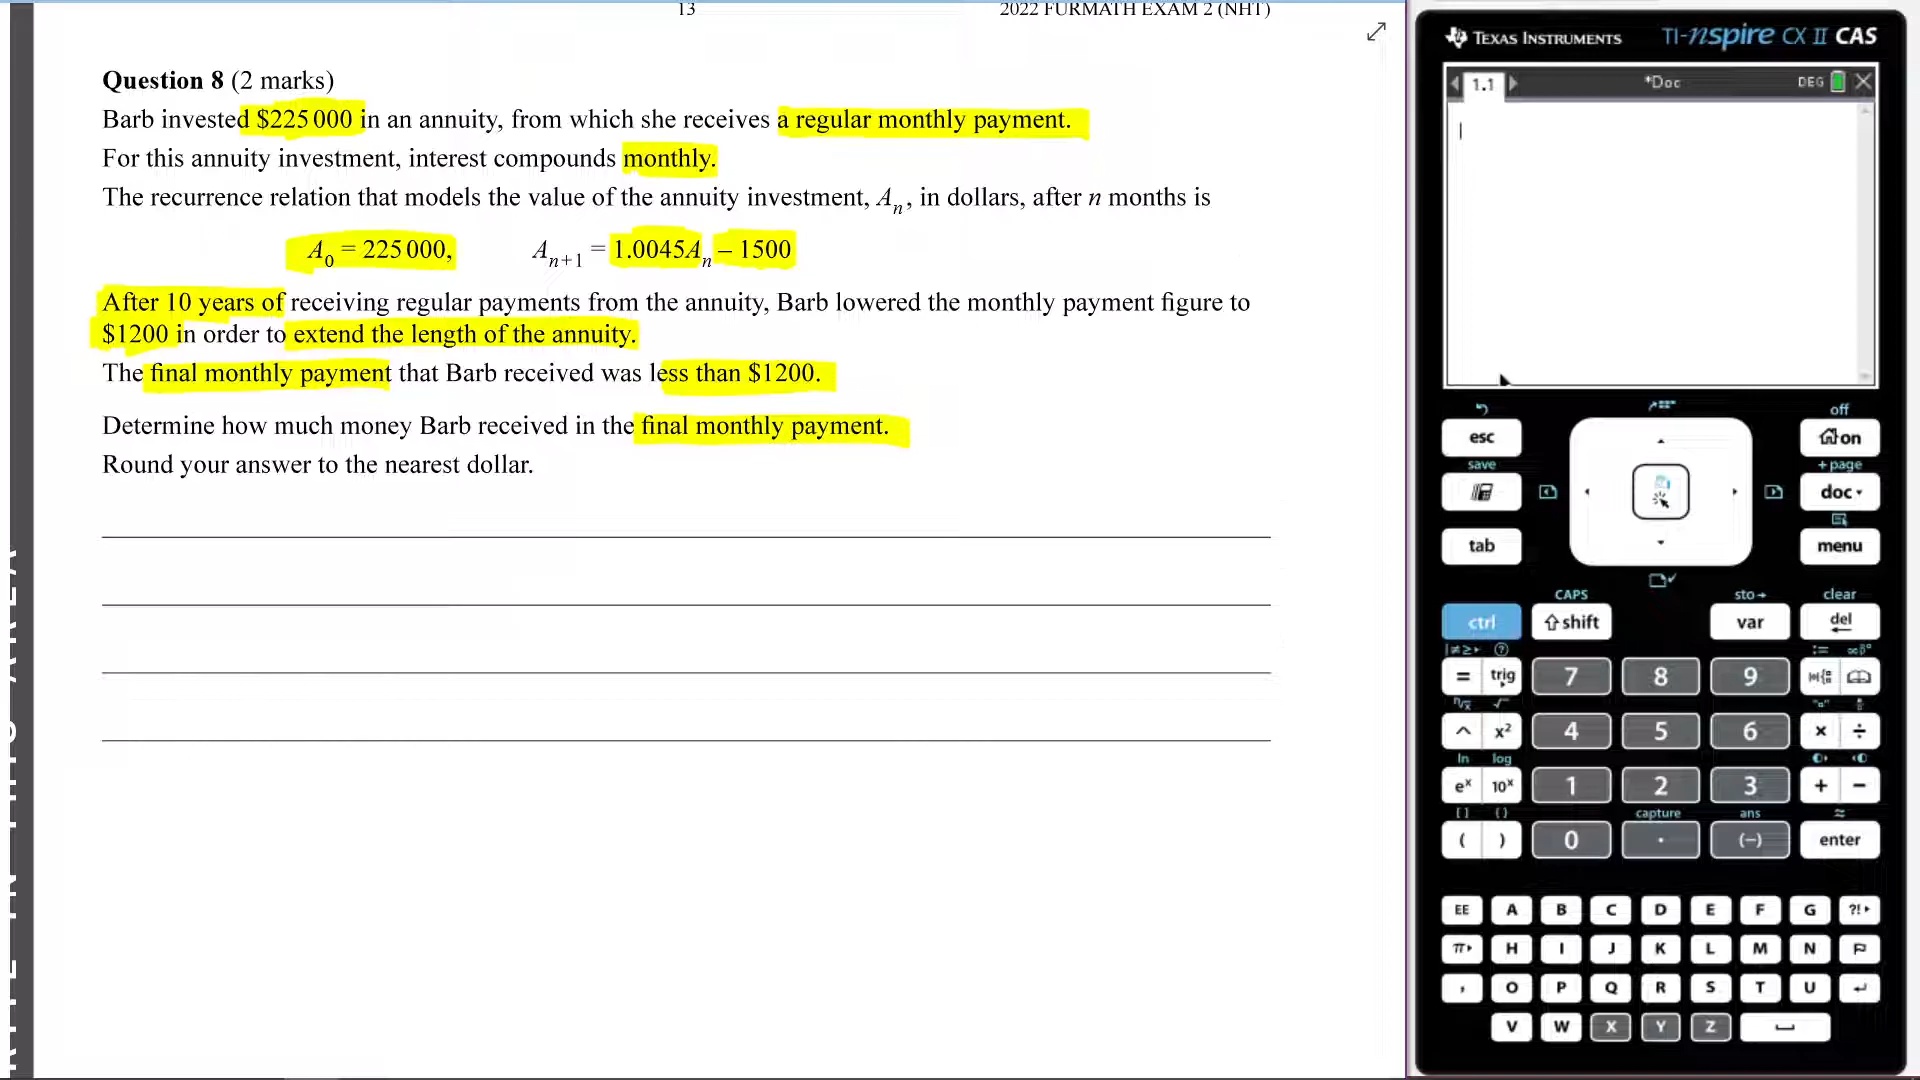 13
2022 FURMATH EXAM 2 (NHT)
Question 8 (2 marks)
Barb invested $225 000 in an annuity, from which she receives a regular monthly payment.
For this annuity investment, interest compounds monthly.
The recurrence relation that models the value of the annuity investment, Aₙ, in dollars, after n months is
A₀ = 225 000, Aₙ₊₁ = 1.0045Aₙ – 1500
After 10 years of receiving regular payments from the annuity, Barb lowered the monthly payment figure to
$1200 in order to extend the length of the annuity.
The final monthly payment that Barb received was less than $1200.
Determine how much money Barb received in the final monthly payment.
Round your answer to the nearest dollar.
TEXAS INSTRUMENTS TI-nspire CX II CAS
1.1 *Doc DEG
off
esc on
save + page
doc
tab menu
CAPS sto→ clear
ctrl shift var del
= trig 7 8 9
^ x² 4 5 6 × ÷
ln log
eˣ 10ˣ 1 2 3 + −
[ ] { } capture ans ≈
( ) 0 . (−) enter
EE A B C D E F G ?!
π H I J K L M N
, O P Q R S T U
V W X Y Z